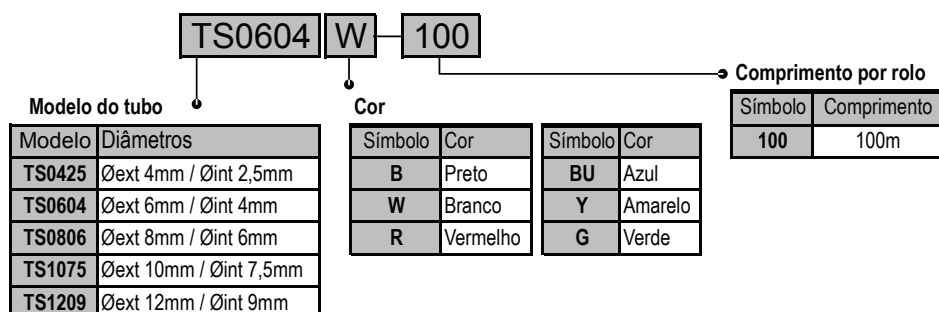 TS0604 W 100
Comprimento por rolo
Símbolo Comprimento
100 100m
Modelo do tubo
Modelo Diâmetros
TS0425 Øext 4mm / Øint 2,5mm
TS0604 Øext 6mm / Øint 4mm
TS0806 Øext 8mm / Øint 6mm
TS1075 Øext 10mm / Øint 7,5mm
TS1209 Øext 12mm / Øint 9mm
Cor
Símbolo Cor
B Preto
W Branco
R Vermelho
Símbolo Cor
BU Azul
Y Amarelo
G Verde